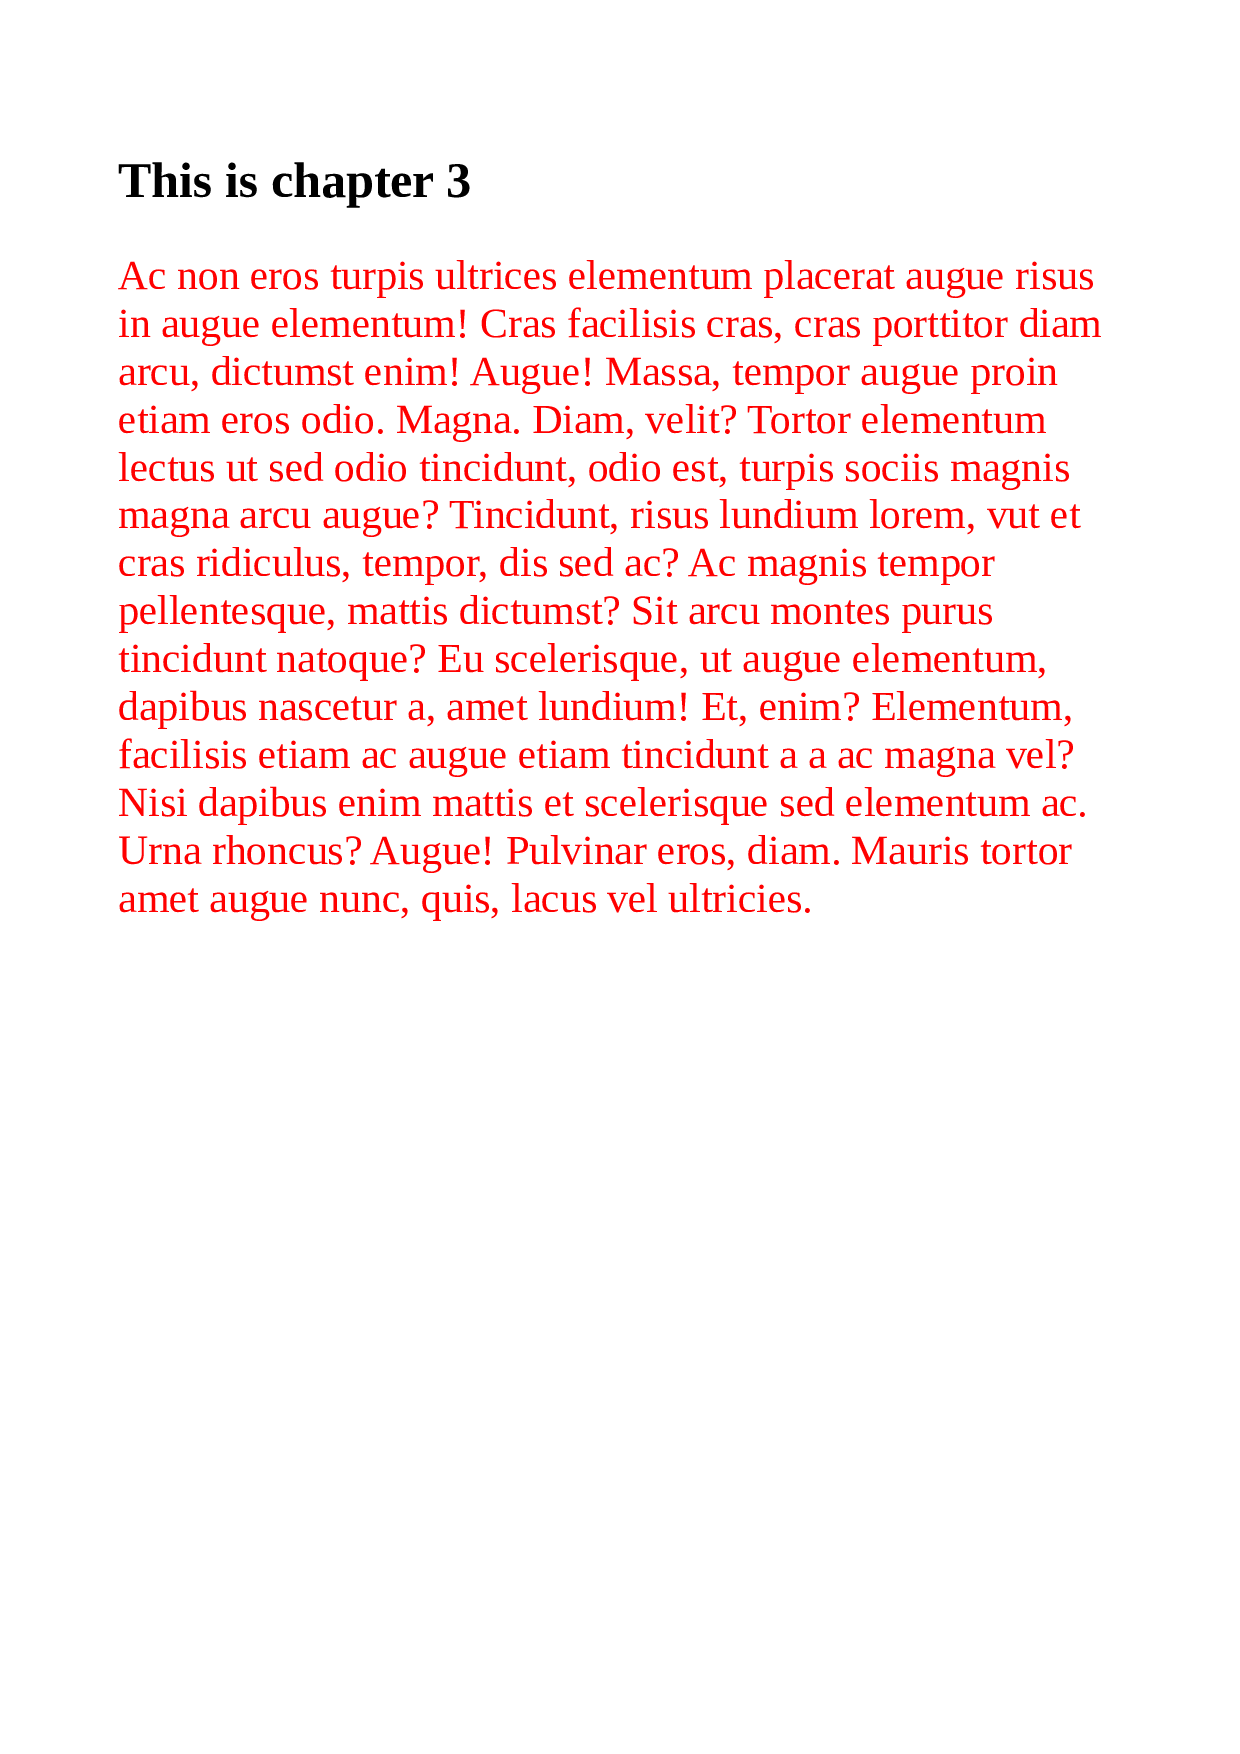 This is chapter 3
Ac non eros turpis ultrices elementum placerat augue risus
in augue elementum! Cras facilisis cras, cras porttitor diam
arcu, dictumst enim! Augue! Massa, tempor augue proin
etiam eros odio. Magna. Diam, velit? Tortor elementum
lectus ut sed odio tincidunt, odio est, turpis sociis magnis
magna arcu augue? Tincidunt, risus lundium lorem, vut et
cras ridiculus, tempor, dis sed ac? Ac magnis tempor
pellentesque, mattis dictumst? Sit arcu montes purus
tincidunt natoque? Eu scelerisque, ut augue elementum,
dapibus nascetur a, amet lundium! Et, enim? Elementum,
facilisis etiam ac augue etiam tincidunt a a ac magna vel?
Nisi dapibus enim mattis et scelerisque sed elementum ac.
Urna rhoncus? Augue! Pulvinar eros, diam. Mauris tortor
amet augue nunc, quis, lacus vel ultricies.